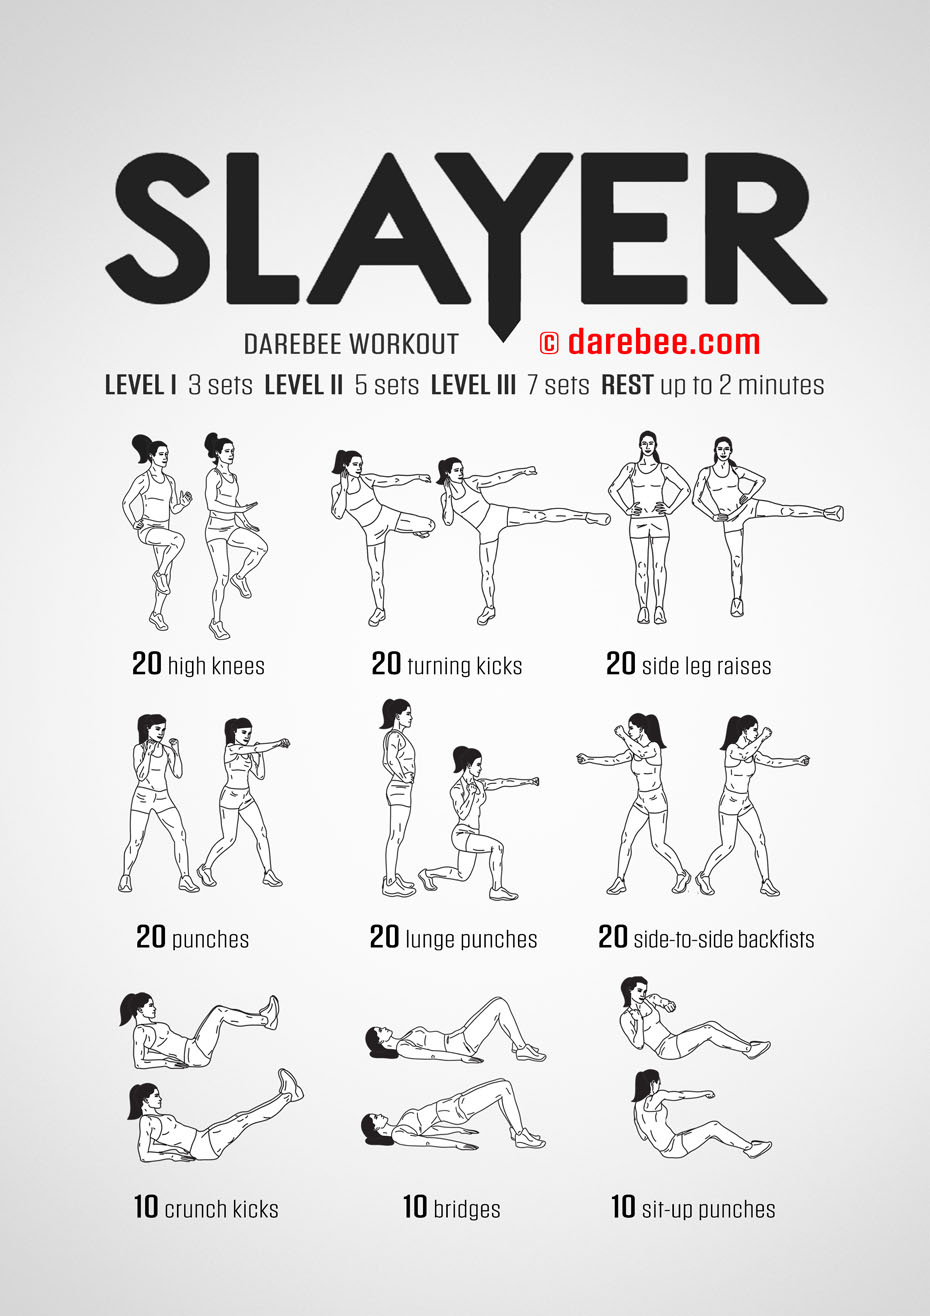 SLAYER
DAREBEE WORKOUT © darebee.com
LEVEL I 3 sets LEVEL II 5 sets LEVEL III 7 sets REST up to 2 minutes
20 high knees
20 turning kicks
20 side leg raises
20 punches
20 lunge punches
20 side-to-side backfists
10 crunch kicks
10 bridges
10 sit-up punches